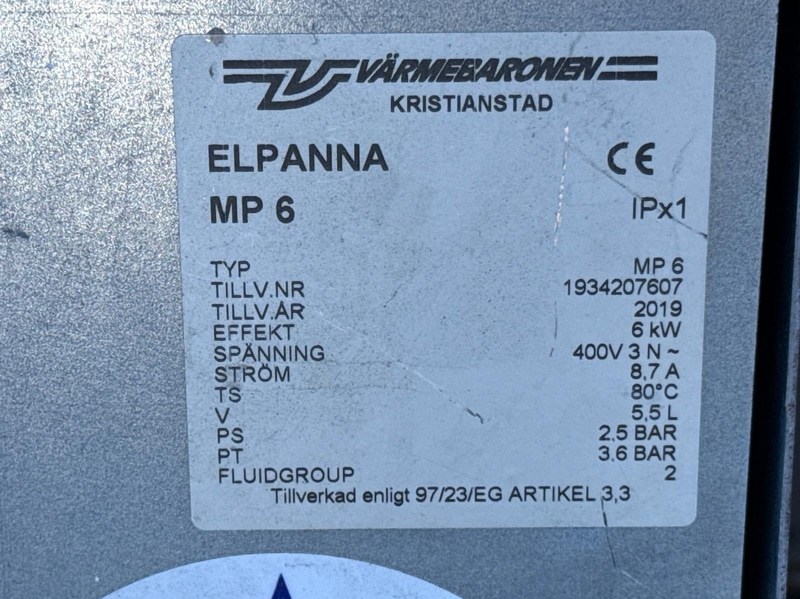 VÄRMEBARONEN
KRISTIANSTAD
ELPANNA CE
MP 6 IPx1
TYP MP 6
TILLV.NR 1934207607
TILLV.ÅR 2019
EFFEKT 6 kW
SPÄNNING 400V 3 N ~
STRÖM 8,7 A
TS 80°C
V 5,5 L
PS 2,5 BAR
PT 3,6 BAR
FLUIDGROUP 2
Tillverkad enligt 97/23/EG ARTIKEL 3,3